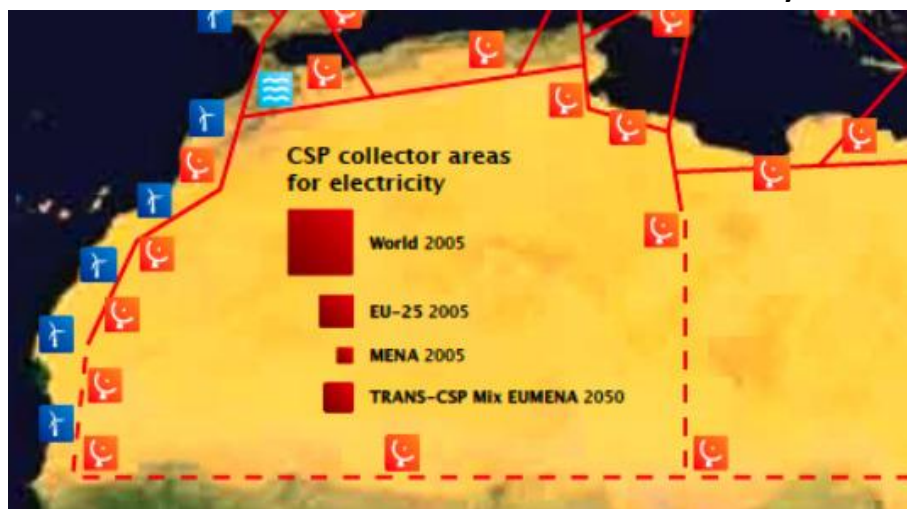 CSP collector areas
for electricity
World 2005
EU-25 2005
MENA 2005
TRANS-CSP Mix EUMENA 2050